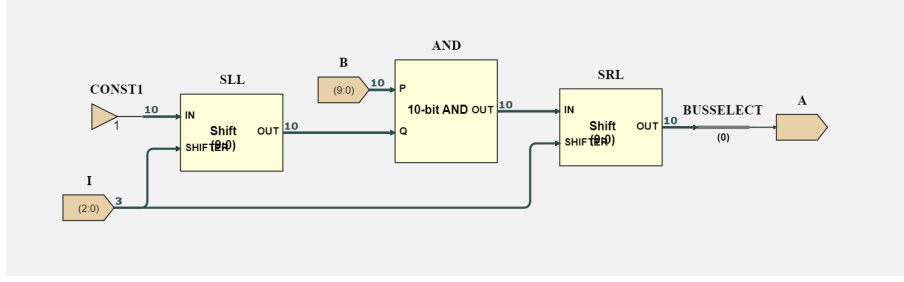 CONST1
1
10
SLL
IN
Shift
(9:0)
SHIFTER
OUT
10
I
(2:0)
3
B
(9:0)
10
AND
P
10-bit AND
OUT
Q
10
SRL
IN
Shift
(9:0)
SHIFTER
OUT
10
BUSSELECT
(0)
A